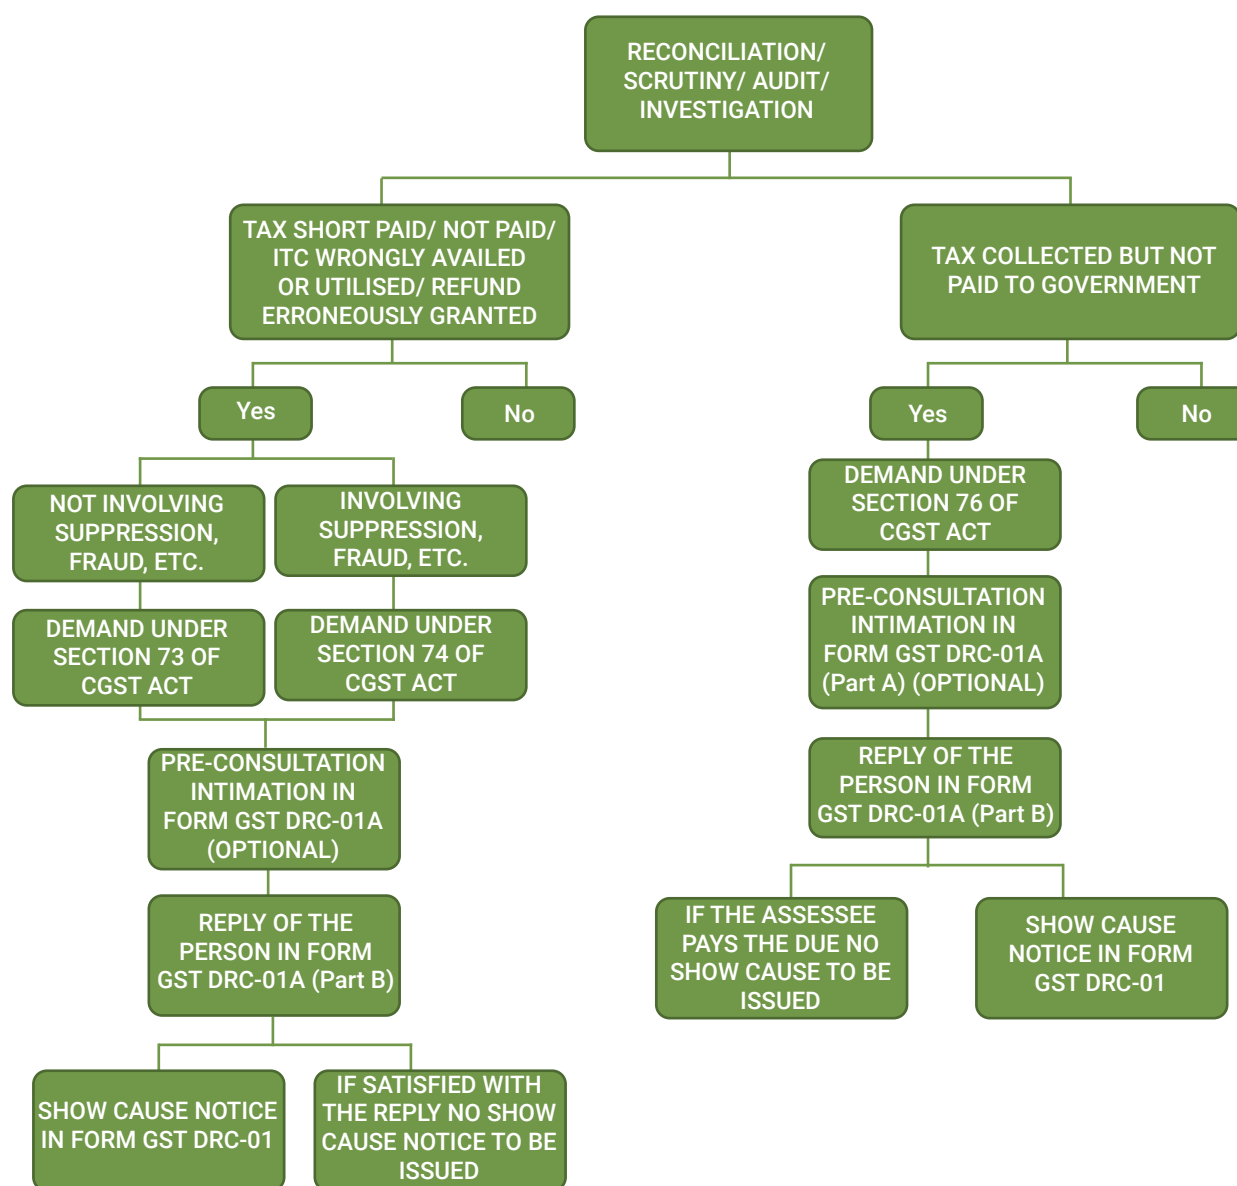 RECONCILIATION/
SCRUTINY/ AUDIT/
INVESTIGATION
TAX SHORT PAID/ NOT PAID/
ITC WRONGLY AVAILED
OR UTILISED/ REFUND
ERRONEOUSLY GRANTED
TAX COLLECTED BUT NOT
PAID TO GOVERNMENT
Yes
No
Yes
No
NOT INVOLVING
SUPPRESSION,
FRAUD, ETC.
INVOLVING
SUPPRESSION,
FRAUD, ETC.
DEMAND UNDER
SECTION 76 OF
CGST ACT
DEMAND UNDER
SECTION 73 OF
CGST ACT
DEMAND UNDER
SECTION 74 OF
CGST ACT
PRE-CONSULTATION
INTIMATION IN
FORM GST DRC-01A
(Part A) (OPTIONAL)
PRE-CONSULTATION
INTIMATION IN
FORM GST DRC-01A
(OPTIONAL)
REPLY OF THE
PERSON IN FORM
GST DRC-01A (Part B)
REPLY OF THE
PERSON IN FORM
GST DRC-01A (Part B)
IF THE ASSESSEE
PAYS THE DUE NO
SHOW CAUSE TO BE
ISSUED
SHOW CAUSE
NOTICE IN FORM
GST DRC-01
SHOW CAUSE NOTICE
IN FORM GST DRC-01
IF SATISFIED WITH
THE REPLY NO SHOW
CAUSE NOTICE TO BE
ISSUED